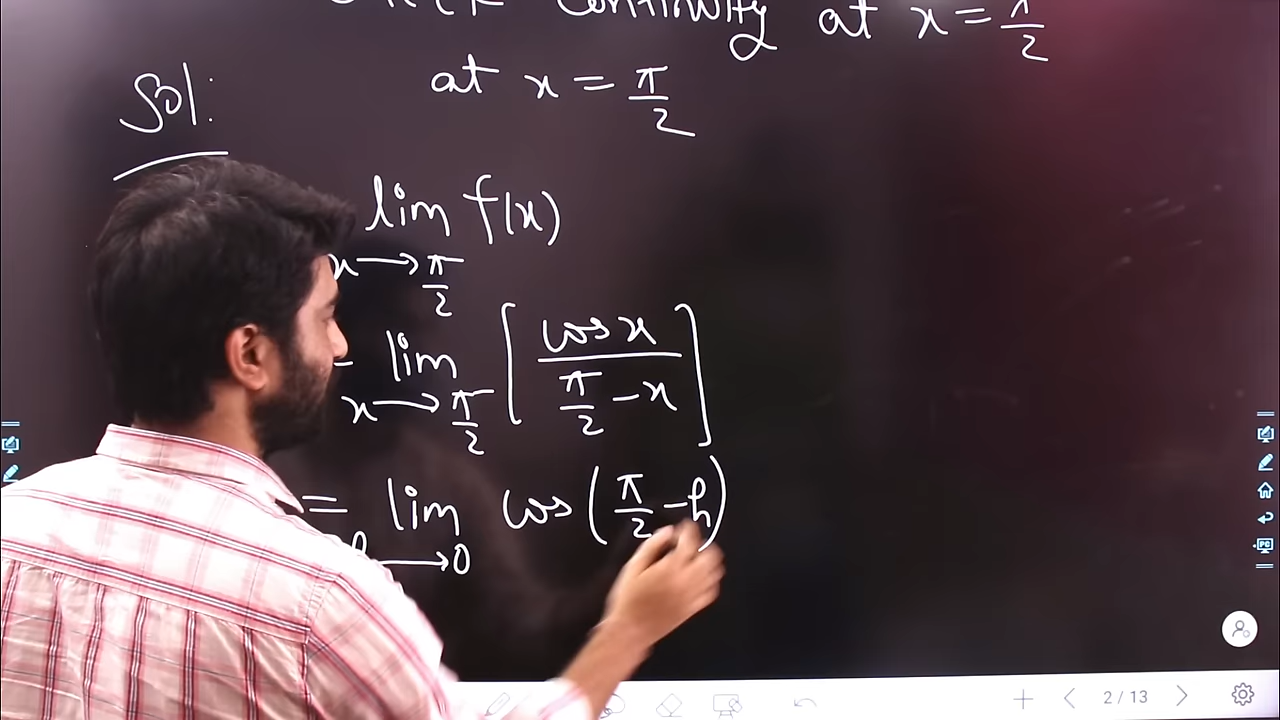 Continuity at x = π/2
at x = π/2
Sol:
lim f(x)
x → π/2
lim [ cos x / (π/2 - x) ]
x → π/2
= lim cos (π/2 - h)
→ 0
2 / 13